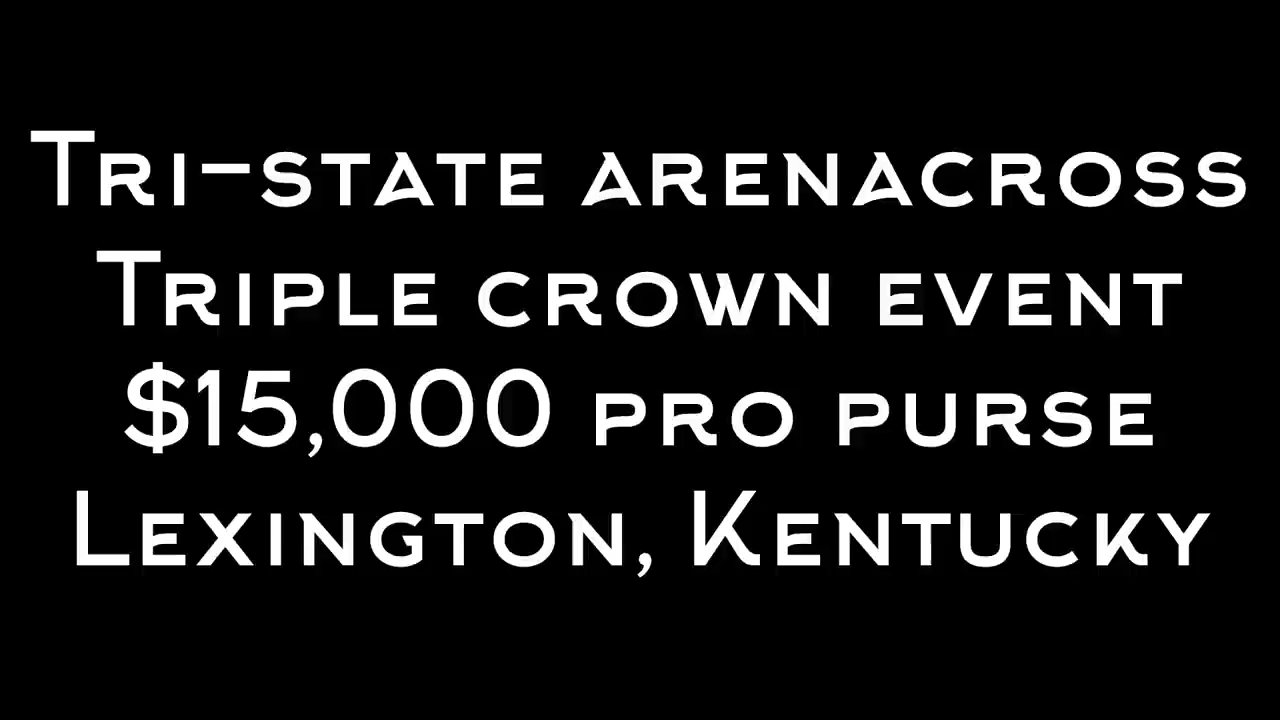 Tri-state arenacross
Triple crown event
$15,000 pro purse
Lexington, Kentucky